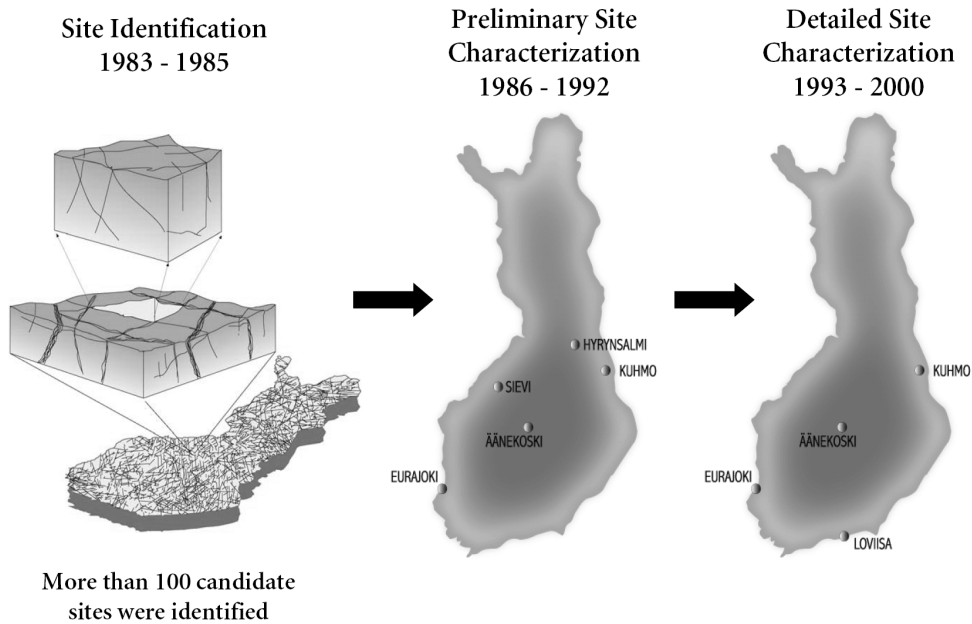 Site Identification
1983 - 1985
More than 100 candidate
sites were identified
Preliminary Site
Characterization
1986 - 1992
HYRYNSALMI
KUHMO
SIEVI
ÄÄNEKOSKI
EURAJOKI
Detailed Site
Characterization
1993 - 2000
KUHMO
ÄÄNEKOSKI
EURAJOKI
LOVIISA